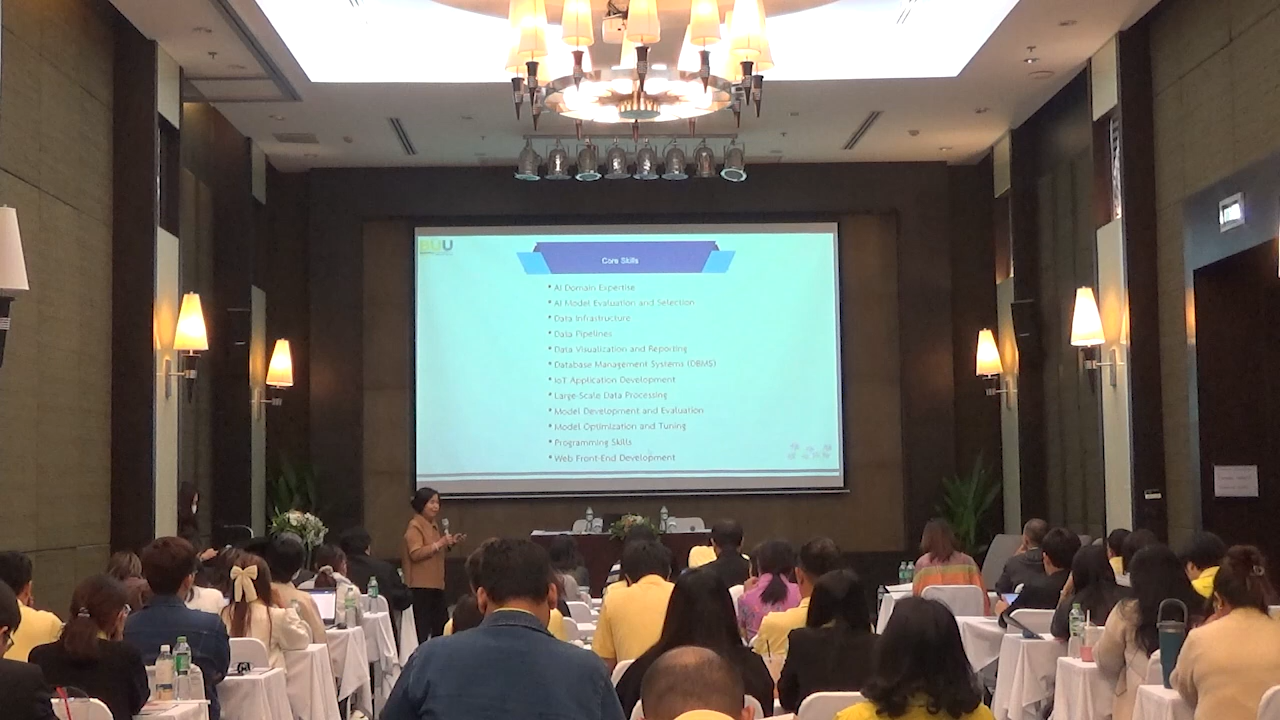 BUU
Core Skills
• AI Domain Expertise
• AI Model Evaluation and Selection
• Data Infrastructure
• Data Pipelines
• Data Visualization and Reporting
• Database Management Systems (DBMS)
• IoT Application Development
• Large-Scale Data Processing
• Model Development and Evaluation
• Model Optimization and Tuning
• Programming Skills
• Web Front-End Development